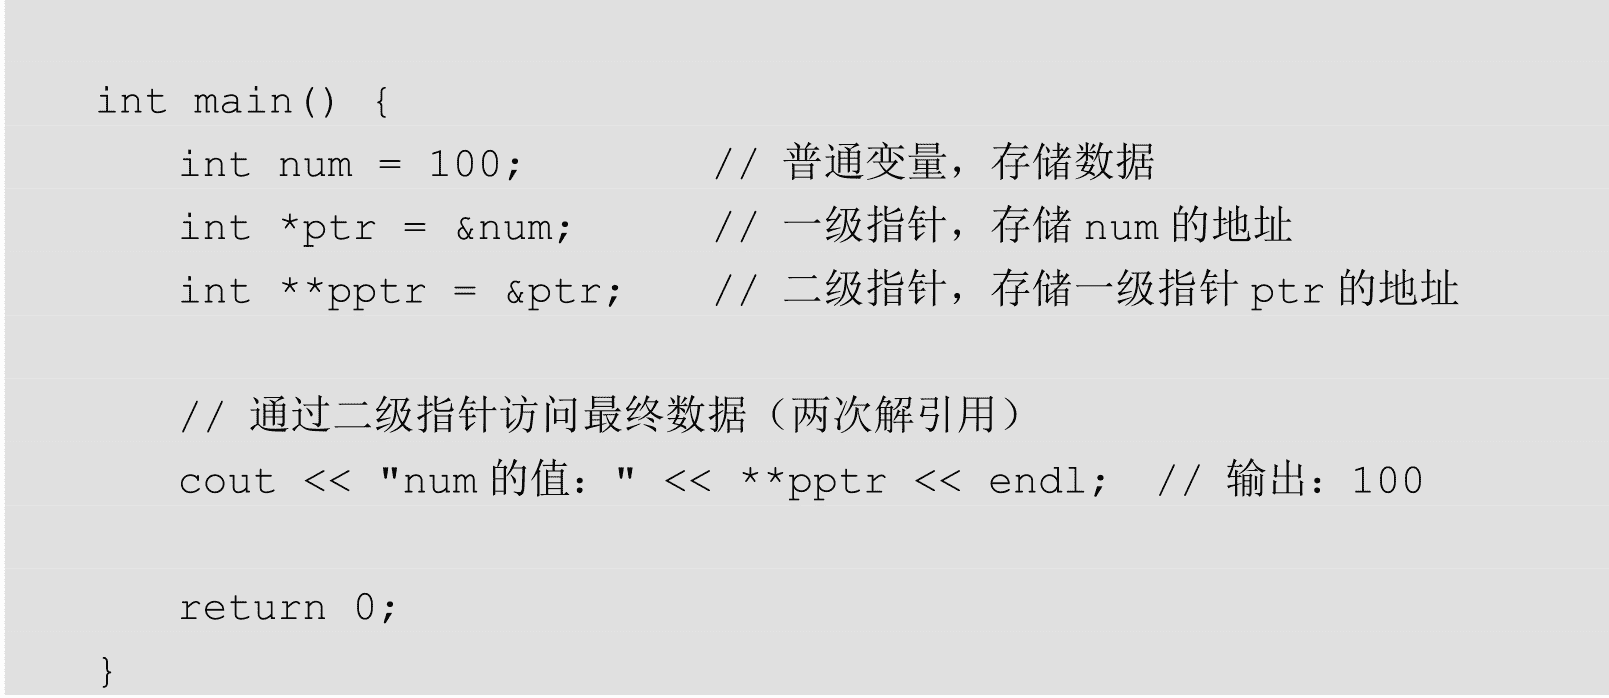 int main() {
    int num = 100;        // 普通变量，存储数据
    int *ptr = &num;      // 一级指针，存储 num 的地址
    int **pptr = &ptr;    // 二级指针，存储一级指针 ptr 的地址
    // 通过二级指针访问最终数据（两次解引用）
    cout << "num 的值：" << **pptr << endl;  // 输出：100
    return 0;
}